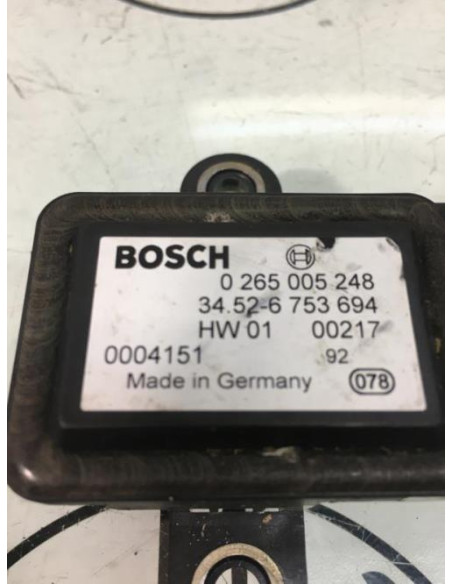 BOSCH
0 265 005 248
34.52-6 753 694
HW 01 00217
0004151 92
Made in Germany 078